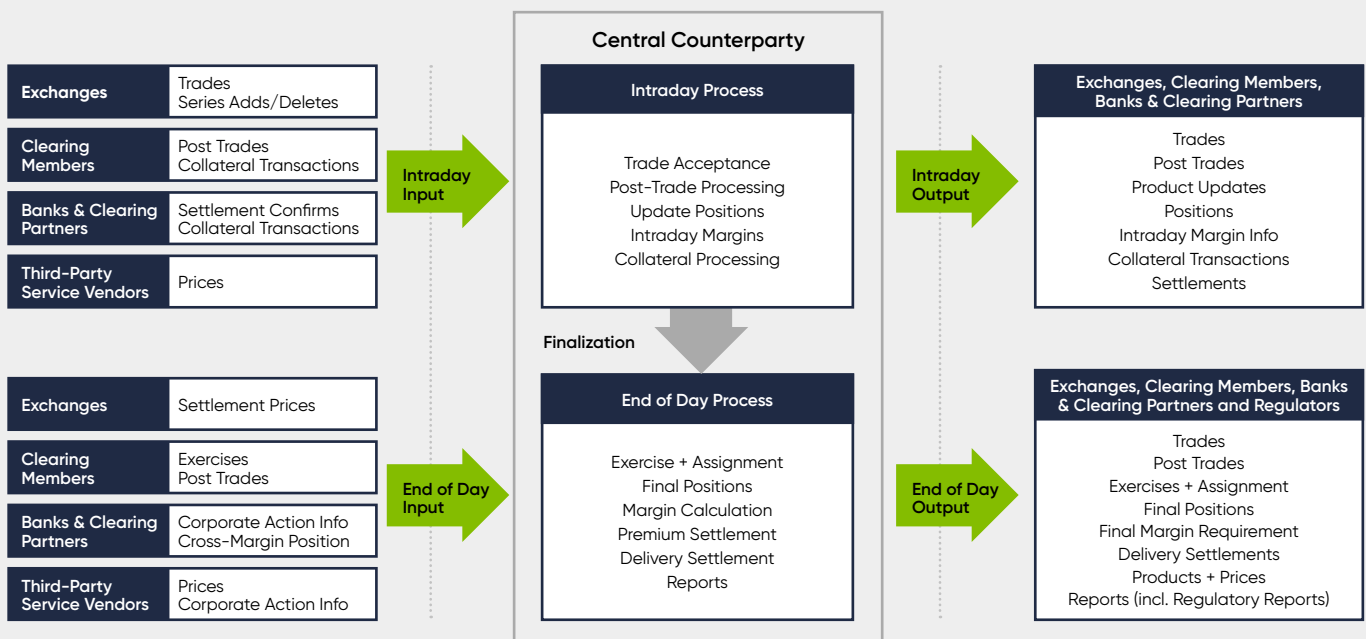 Central Counterparty
Exchanges
Trades
Series Adds/Deletes
Clearing
Members
Post Trades
Collateral Transactions
Banks & Clearing
Partners
Settlement Confirms
Collateral Transactions
Third-Party
Service Vendors
Prices
Intraday
Input
Intraday Process
Trade Acceptance
Post-Trade Processing
Update Positions
Intraday Margins
Collateral Processing
Intraday
Output
Exchanges, Clearing Members,
Banks & Clearing Partners
Trades
Post Trades
Product Updates
Positions
Intraday Margin Info
Collateral Transactions
Settlements
Finalization
Exchanges
Settlement Prices
Clearing
Members
Exercises
Post Trades
Banks & Clearing
Partners
Corporate Action Info
Cross-Margin Position
Third-Party
Service Vendors
Prices
Corporate Action Info
End of Day
Input
End of Day Process
Exercise + Assignment
Final Positions
Margin Calculation
Premium Settlement
Delivery Settlement
Reports
End of Day
Output
Exchanges, Clearing Members, Banks
& Clearing Partners and Regulators
Trades
Post Trades
Exercises + Assignment
Final Positions
Final Margin Requirement
Delivery Settlements
Products + Prices
Reports (incl. Regulatory Reports)